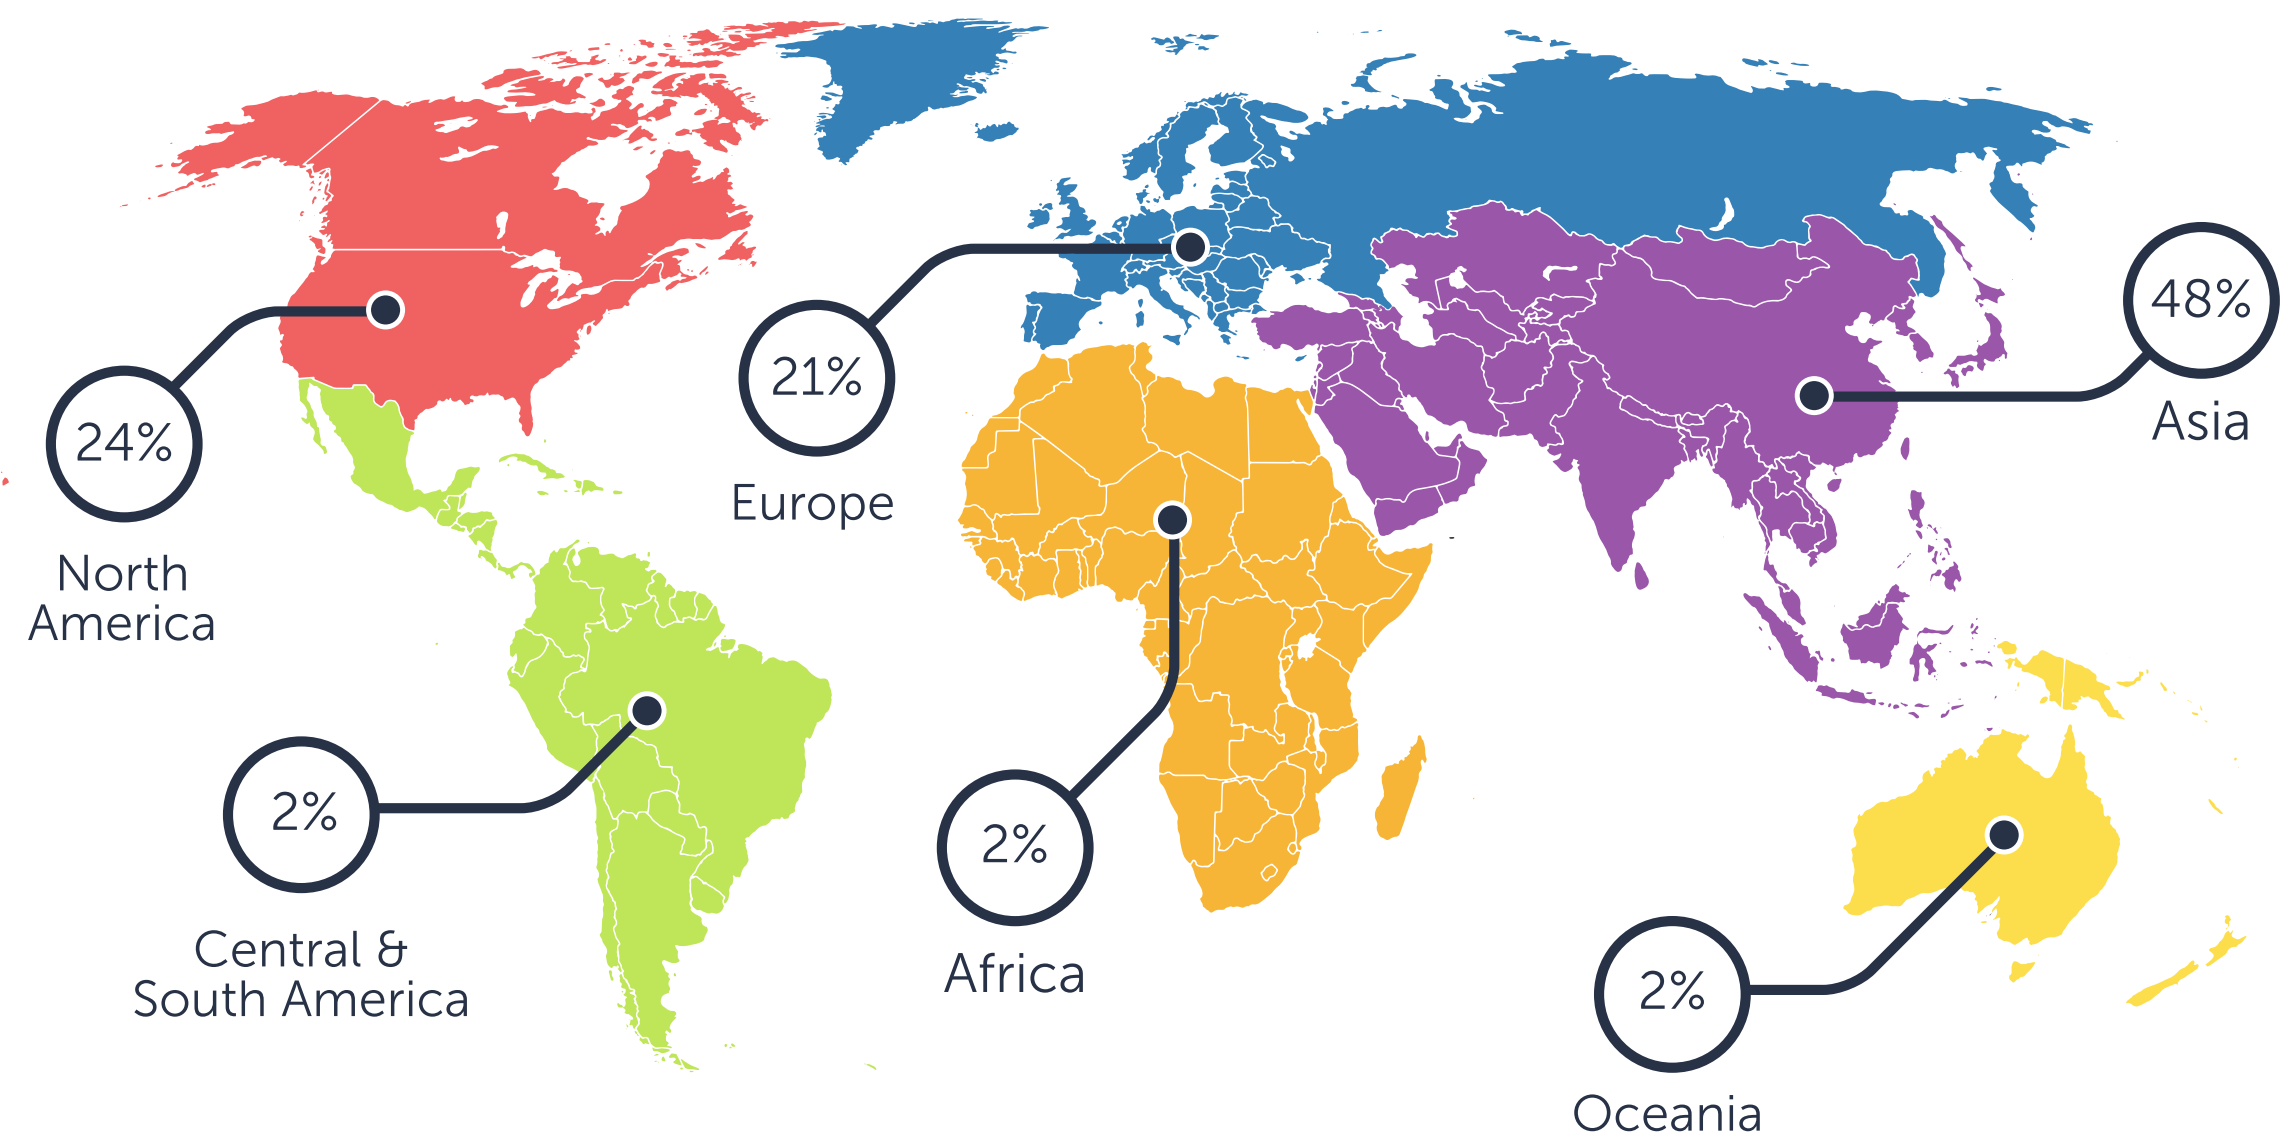 24%
North
America
21%
Europe
48%
Asia
2%
Central &
South America
2%
Africa
2%
Oceania